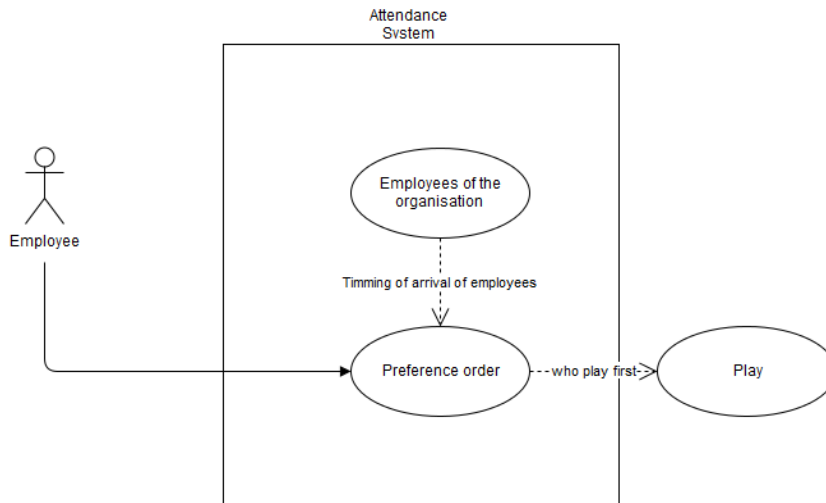 Attendance
System
Employees of the
organisation
Employee
Timming of arrival of employees
Preference order
who play first
Play